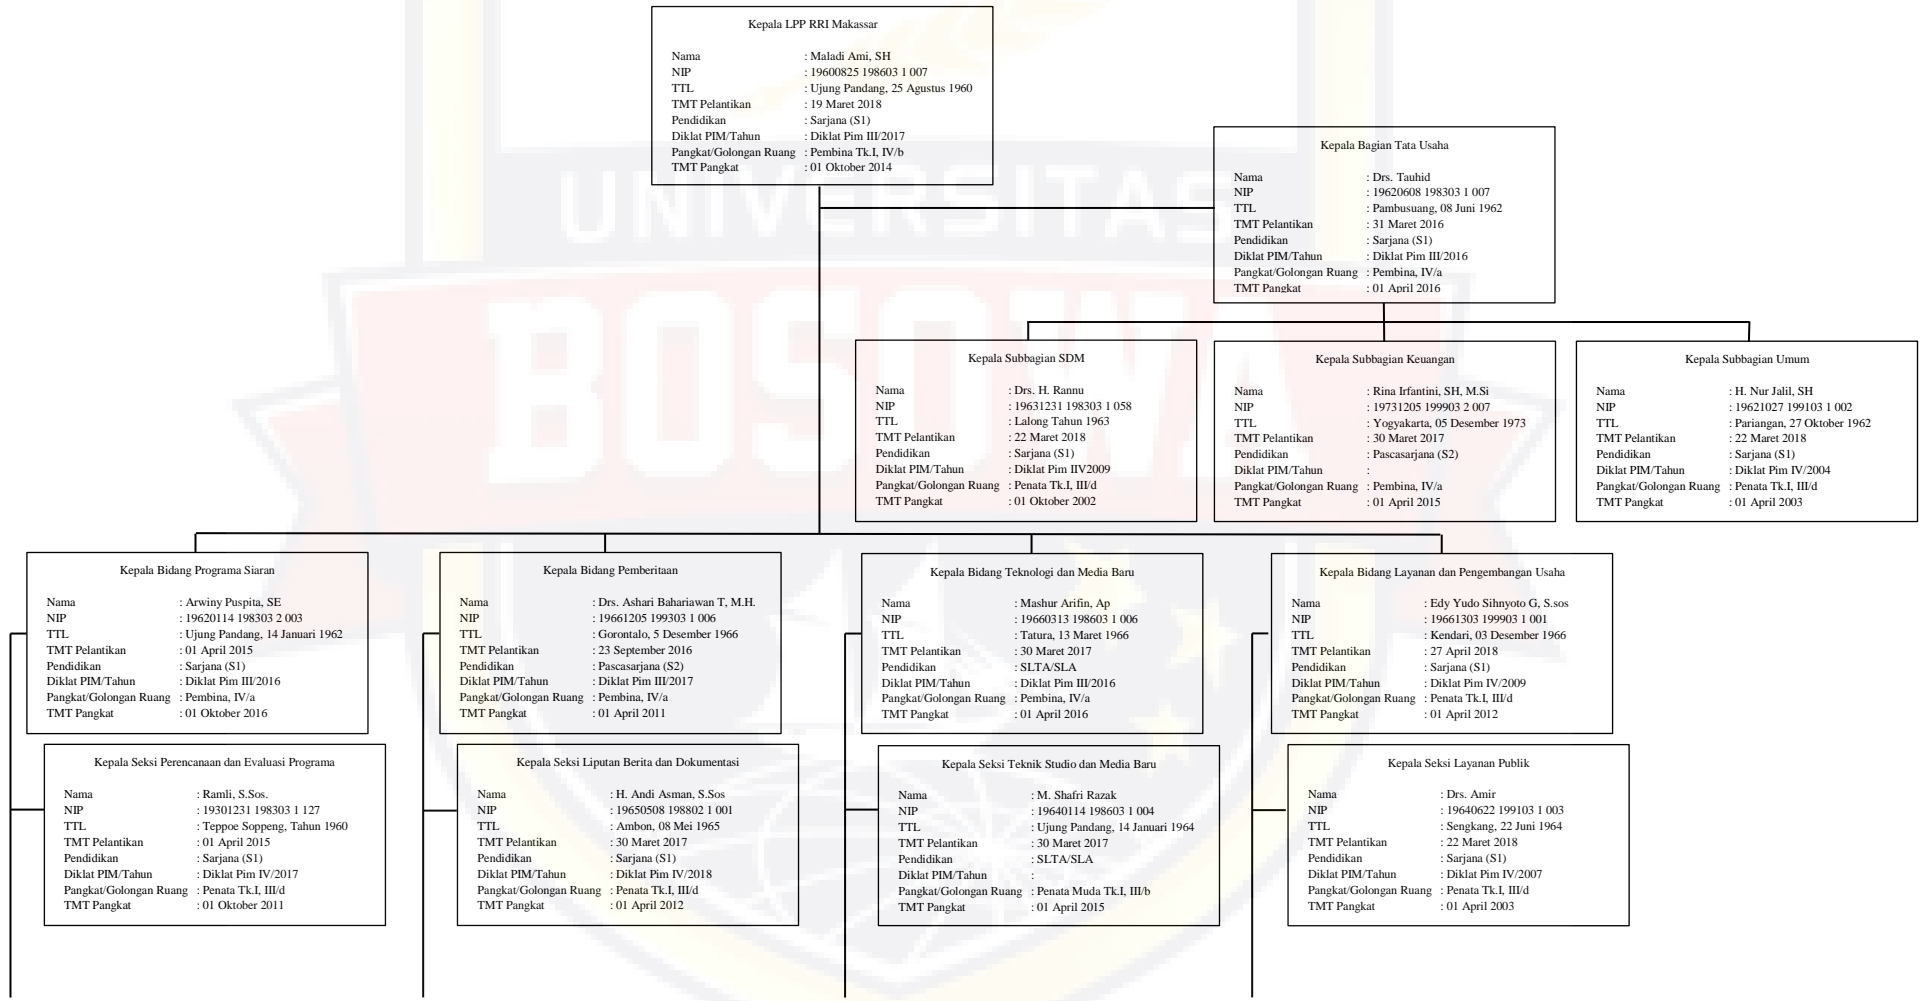 Kepala LPP RRI Makassar
Nama : Maladi Ami, SH
NIP : 19600825 198603 1 007
TTL : Ujung Pandang, 25 Agustus 1960
TMT Pelantikan : 19 Maret 2018
Pendidikan : Sarjana (S1)
Diklat PIM/Tahun : Diklat Pim III/2017
Pangkat/Golongan Ruang : Pembina Tk.I, IV/b
TMT Pangkat : 01 Oktober 2014
Kepala Bagian Tata Usaha
Nama : Drs. Tauhid
NIP : 19620608 198303 1 007
TTL : Pambusuang, 08 Juni 1962
TMT Pelantikan : 31 Maret 2016
Pendidikan : Sarjana (S1)
Diklat PIM/Tahun : Diklat Pim III/2016
Pangkat/Golongan Ruang : Pembina, IV/a
TMT Pangkat : 01 April 2016
UNIVERSITAS
BOSOWA
Kepala Subbagian SDM
Nama : Drs. H. Rannu
NIP : 19631231 198303 1 058
TTL : Lalong Tahun 1963
TMT Pelantikan : 22 Maret 2018
Pendidikan : Sarjana (S1)
Diklat PIM/Tahun : Diklat Pim IIV2009
Pangkat/Golongan Ruang : Penata Tk.I, III/d
TMT Pangkat : 01 Oktober 2002
Kepala Subbagian Keuangan
Nama : Rina Irfantini, SH, M.Si
NIP : 19731205 199903 2 007
TTL : Yogyakarta, 05 Desember 1973
TMT Pelantikan : 30 Maret 2017
Pendidikan : Pascasarjana (S2)
Diklat PIM/Tahun :
Pangkat/Golongan Ruang : Pembina, IV/a
TMT Pangkat : 01 April 2015
Kepala Subbagian Umum
Nama : H. Nur Jalil, SH
NIP : 19621027 199103 1 002
TTL : Pariangan, 27 Oktober 1962
TMT Pelantikan : 22 Maret 2018
Pendidikan : Sarjana (S1)
Diklat PIM/Tahun : Diklat Pim IV/2004
Pangkat/Golongan Ruang : Penata Tk.I, III/d
TMT Pangkat : 01 April 2003
Kepala Bidang Programa Siaran
Nama : Arwiny Puspita, SE
NIP : 19620114 198303 2 003
TTL : Ujung Pandang, 14 Januari 1962
TMT Pelantikan : 01 April 2015
Pendidikan : Sarjana (S1)
Diklat PIM/Tahun : Diklat Pim III/2016
Pangkat/Golongan Ruang : Pembina, IV/a
TMT Pangkat : 01 Oktober 2016
Kepala Bidang Pemberitaan
Nama : Drs. Ashari Bahariawan T, M.H.
NIP : 19661205 199303 1 006
TTL : Gorontalo, 5 Desember 1966
TMT Pelantikan : 23 September 2016
Pendidikan : Pascasarjana (S2)
Diklat PIM/Tahun : Diklat Pim III/2017
Pangkat/Golongan Ruang : Pembina, IV/a
TMT Pangkat : 01 April 2011
Kepala Bidang Teknologi dan Media Baru
Nama : Mashur Arifin, Ap
NIP : 19660313 198603 1 006
TTL : Tatura, 13 Maret 1966
TMT Pelantikan : 30 Maret 2017
Pendidikan : SLTA/SLA
Diklat PIM/Tahun : Diklat Pim III/2016
Pangkat/Golongan Ruang : Pembina, IV/a
TMT Pangkat : 01 April 2016
Kepala Bidang Layanan dan Pengembangan Usaha
Nama : Edy Yudo Sihnyoto G, S.sos
NIP : 19661303 199903 1 001
TTL : Kendari, 03 Desember 1966
TMT Pelantikan : 27 April 2018
Pendidikan : Sarjana (S1)
Diklat PIM/Tahun : Diklat Pim IV/2009
Pangkat/Golongan Ruang : Penata Tk.I, III/d
TMT Pangkat : 01 April 2012
Kepala Seksi Perencanaan dan Evaluasi Programa
Nama : Ramli, S.Sos.
NIP : 19301231 198303 1 127
TTL : Teppoe Soppeng, Tahun 1960
TMT Pelantikan : 01 April 2015
Pendidikan : Sarjana (S1)
Diklat PIM/Tahun : Diklat Pim IV/2017
Pangkat/Golongan Ruang : Penata Tk.I, III/d
TMT Pangkat : 01 Oktober 2011
Kepala Seksi Liputan Berita dan Dokumentasi
Nama : H. Andi Asman, S.Sos
NIP : 19650508 198802 1 001
TTL : Ambon, 08 Mei 1965
TMT Pelantikan : 30 Maret 2017
Pendidikan : Sarjana (S1)
Diklat PIM/Tahun : Diklat Pim IV/2018
Pangkat/Golongan Ruang : Penata Tk.I, III/d
TMT Pangkat : 01 April 2012
Kepala Seksi Teknik Studio dan Media Baru
Nama : M. Shafri Razak
NIP : 19640114 198603 1 004
TTL : Ujung Pandang, 14 Januari 1964
TMT Pelantikan : 30 Maret 2017
Pendidikan : SLTA/SLA
Diklat PIM/Tahun :
Pangkat/Golongan Ruang : Penata Muda Tk.I, III/b
TMT Pangkat : 01 April 2015
Kepala Seksi Layanan Publik
Nama : Drs. Amir
NIP : 19640622 199103 1 003
TTL : Sengkang, 22 Juni 1964
TMT Pelantikan : 22 Maret 2018
Pendidikan : Sarjana (S1)
Diklat PIM/Tahun : Diklat Pim IV/2007
Pangkat/Golongan Ruang : Penata Tk.I, III/d
TMT Pangkat : 01 April 2003